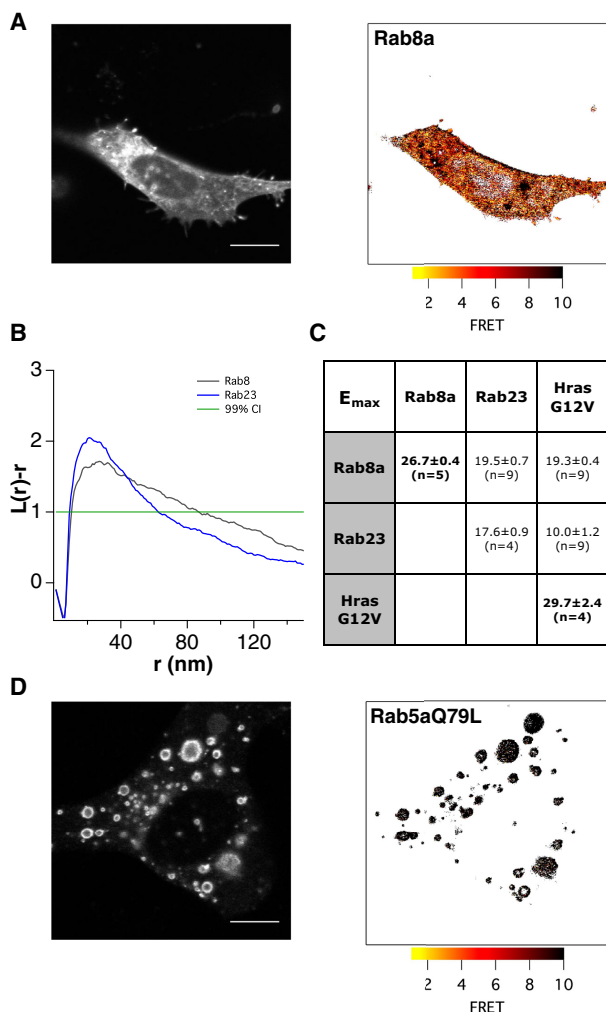 A
Rab8a
2 4 6 8 10
FRET
B
3
2
1
0
L(r)-r
Rab8
Rab23
99% CI
40 80 120
r (nm)
C
Emax Rab8a Rab23 Hras G12V
Rab8a 26.7±0.4 (n=5) 19.5±0.7 (n=9) 19.3±0.4 (n=9)
Rab23 17.6±0.9 (n=4) 10.0±1.2 (n=9)
Hras G12V 29.7±2.4 (n=4)
D
Rab5aQ79L
2 4 6 8 10
FRET